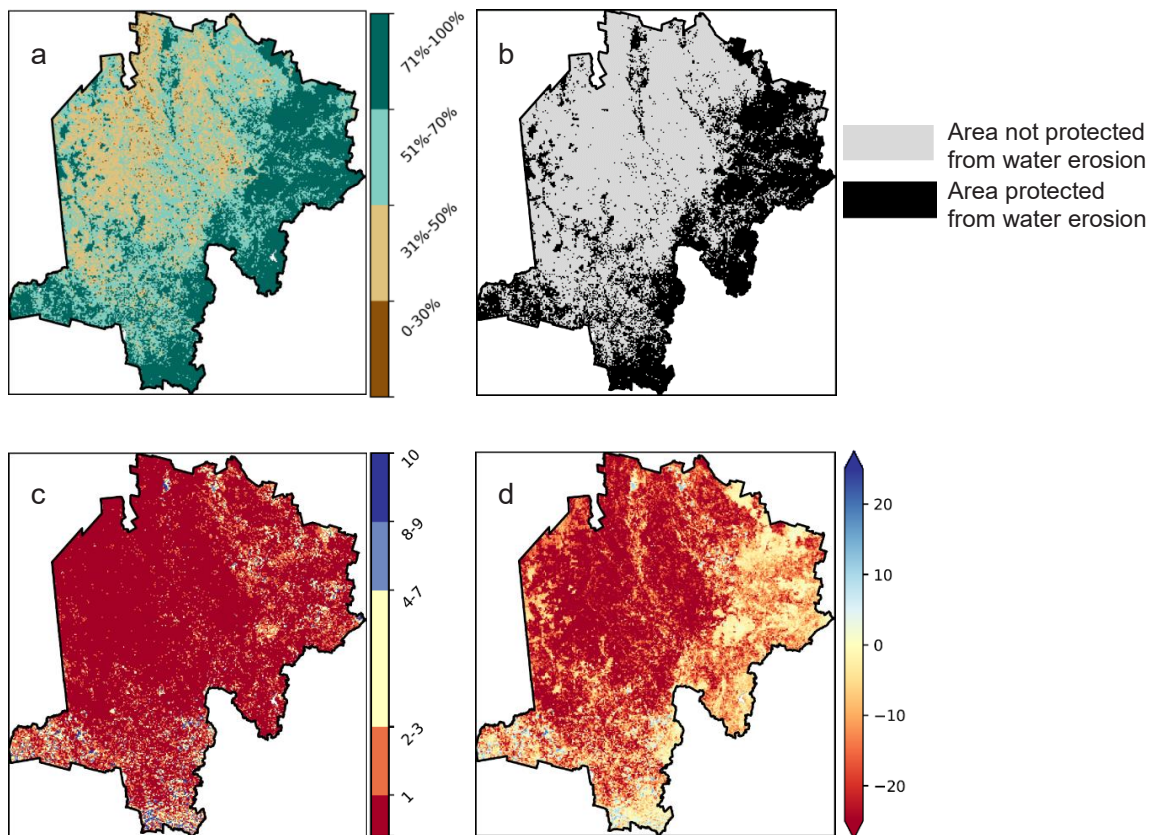 a
71%-100%
51%-70%
31%-50%
0-30%
b
Area not protected
from water erosion
Area protected
from water erosion
c
10
8-9
4-7
2-3
1
d
20
10
0
−10
−20